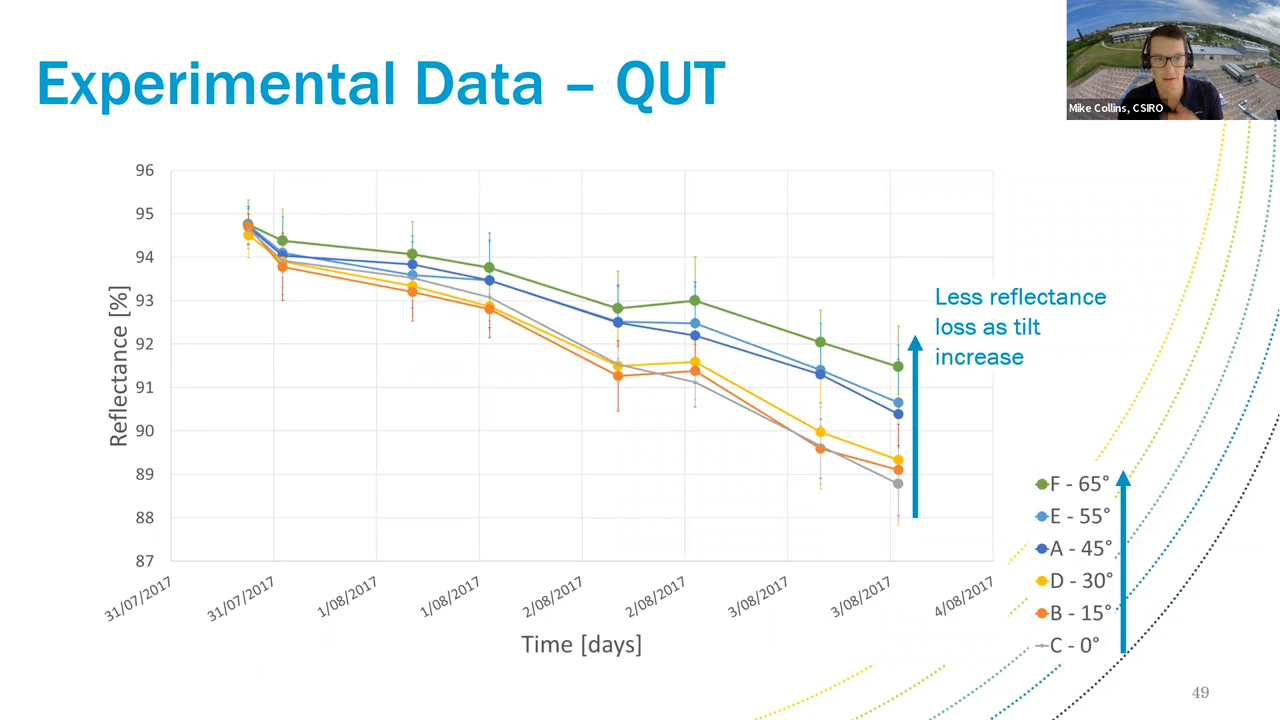 Experimental Data – QUT
Mike Collins, CSIRO
96
95
94
93
92
91
90
89
88
87
Reflectance [%]
31/07/2017
31/07/2017
1/08/2017
1/08/2017
2/08/2017
2/08/2017
3/08/2017
3/08/2017
4/08/2017
Time [days]
Less reflectance
loss as tilt
increase
F - 65°
E - 55°
A - 45°
D - 30°
B - 15°
C - 0°
49